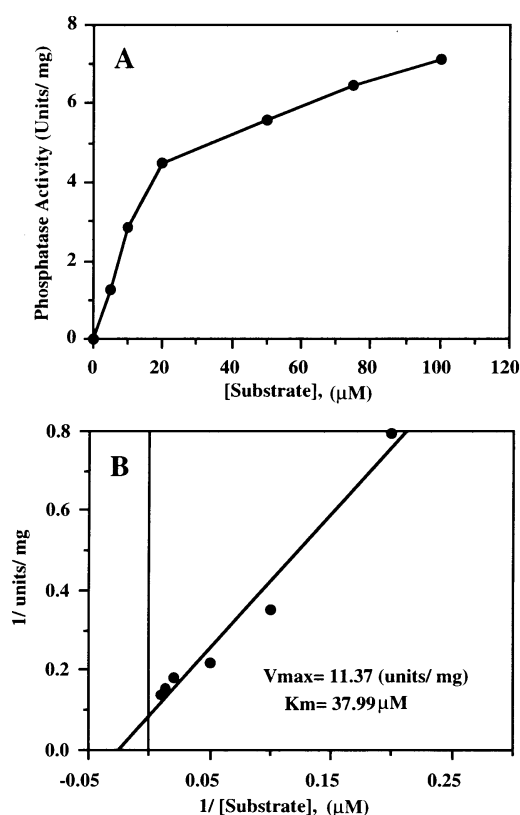 A
Phosphatase Activity (Units/ mg)
8
6
4
2
0
0 20 40 60 80 100 120
[Substrate], (μM)
B
1/ units/ mg
0.8
0.6
0.4
0.2
0.0
Vmax= 11.37 (units/ mg)
Km= 37.99 μM
-0.05 0.05 0.15 0.25
1/ [Substrate], (μM)